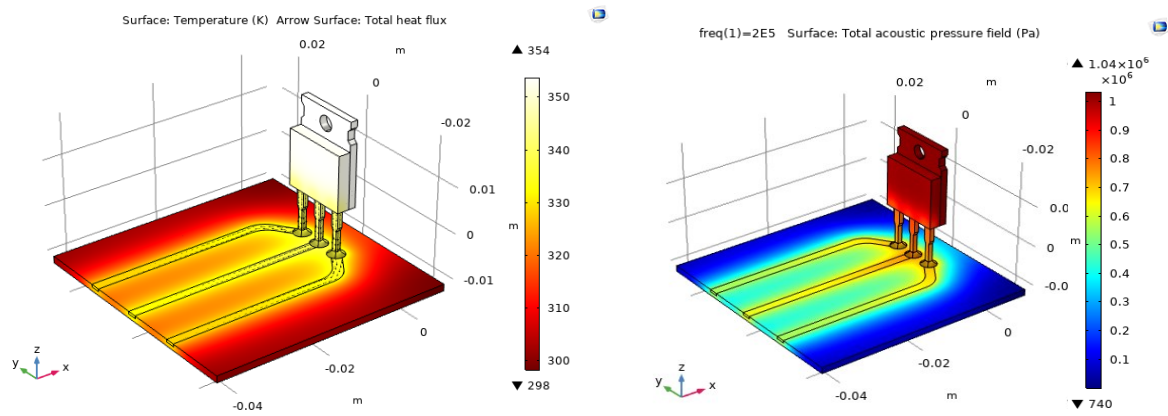 Surface: Temperature (K)  Arrow Surface: Total heat flux
0.02
m
0
-0.02
0.01
m
0
-0.01
0
-0.02
m
-0.04
y
z
x
▲ 354
350
340
330
320
310
300
▼ 298
freq(1)=2E5   Surface: Total acoustic pressure field (Pa)
0.02
m
0
-0.02
0.0
0
m
-0.0
0
-0.02
m
-0.04
y
z
x
▲ 1.04×10⁶
×10⁶
1
0.9
0.8
0.7
0.6
0.5
0.4
0.3
0.2
0.1
▼ 740